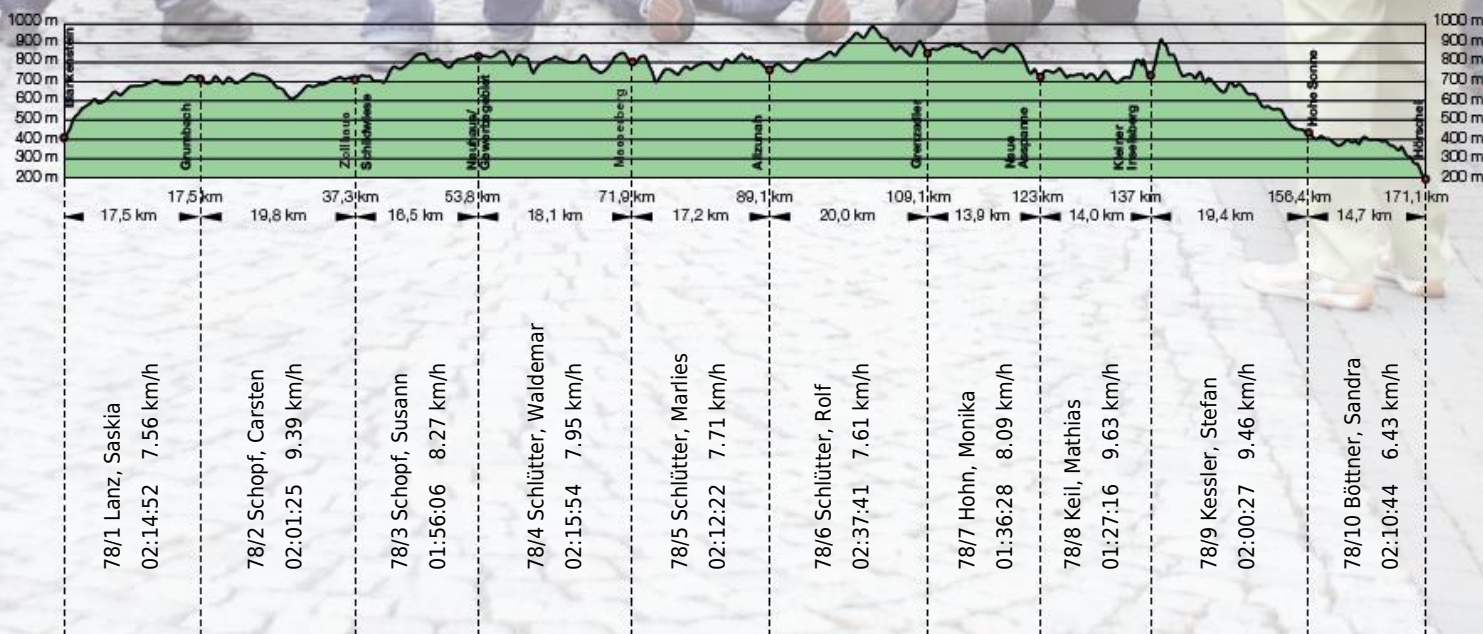 1000 m
900 m
800 m
700 m
600 m
500 m
400 m
300 m
200 m
1000 m
900 m
800 m
700 m
600 m
500 m
400 m
300 m
200 m
Blankenstein
Grumbach
Zollhaus
Schildwiese
Neuhaus/
Masserberg
Allzunah
Grenzadler
Neue
Ausspanne
Kleiner
Inselsberg
Hohe Sonne
Hörschel
17,5 km
37,3 km
53,8 km
71,9 km
89,1 km
109,1 km
123 km
137 km
156,4 km
171,1 km
17,5 km
19,8 km
16,5 km
18,1 km
17,2 km
20,0 km
13,9 km
14,0 km
19,4 km
14,7 km
78/1 Lanz, Saskia
02:14:52 7.56 km/h
78/2 Schopf, Carsten
02:01:25 9.39 km/h
78/3 Schopf, Susann
01:56:06 8.27 km/h
78/4 Schlütter, Waldemar
02:15:54 7.95 km/h
78/5 Schlütter, Marlies
02:12:22 7.71 km/h
78/6 Schlütter, Rolf
02:37:41 7.61 km/h
78/7 Hohn, Monika
01:36:28 8.09 km/h
78/8 Keil, Mathias
01:27:16 9.63 km/h
78/9 Kessler, Stefan
02:00:27 9.46 km/h
78/10 Böttner, Sandra
02:10:44 6.43 km/h